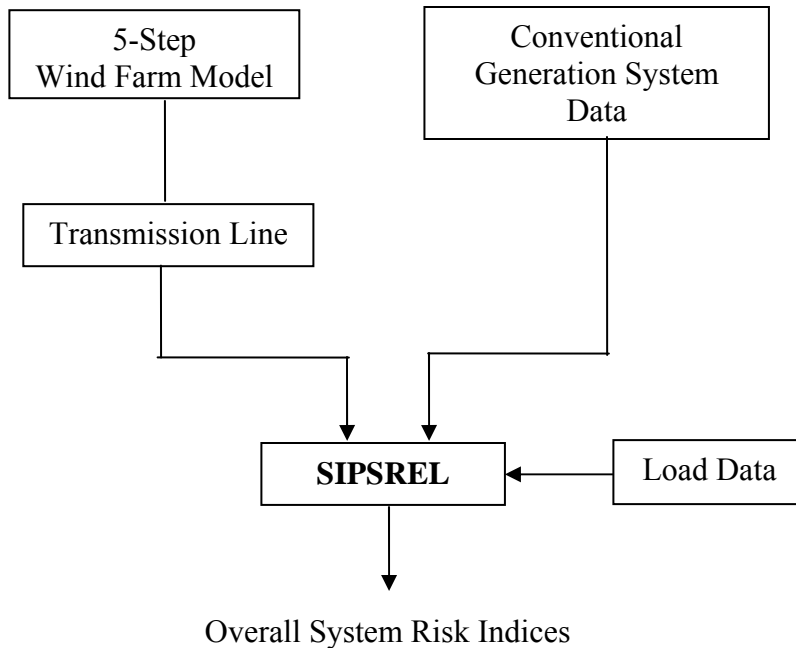 5-Step
Wind Farm Model
Conventional
Generation System
Data
Transmission Line
SIPSREL
Load Data
Overall System Risk Indices